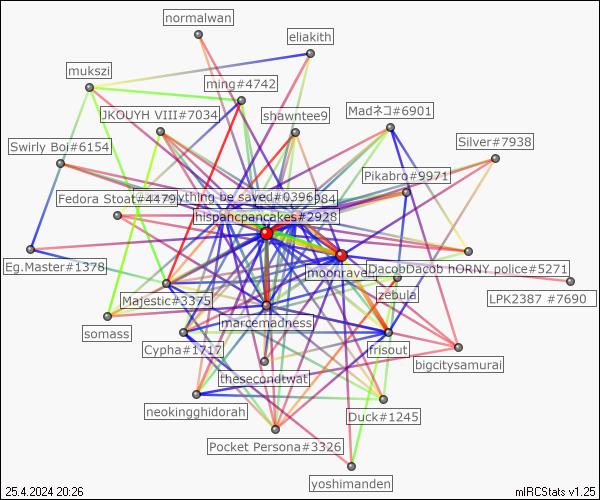 normalwan
eliakith
mukszi
ming#4742
JKOUYH VIII#7034
shawntee9
Madネコ#6901
Silver#7938
Swirly Boi#6154
Pikabro#9971
Fedora Stoat#4479
ything be saved#0396
984
hispancpancakes#2928
Eg.Master#1378
moonrave
DacobDacob hORNY police#5271
LPK2387 #7690
Majestic#3375
zebula
somass
marcemadness
Cypha#1717
frisout
bigcitysamurai
thesecondtwat
neokingghidorah
Duck#1245
Pocket Persona#3326
yoshimanden
25.4.2024 20:26
mIRCStats v1.25